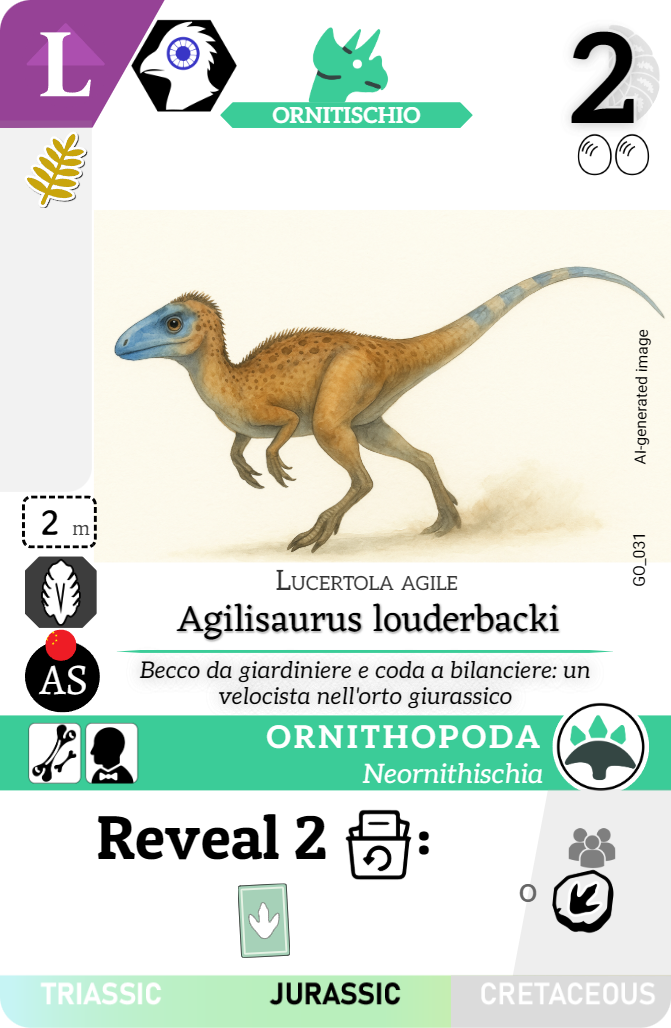 L
ORNITISCHIO
2
AI-generated image
GO_031
2 m
LUCERTOLA AGILE
Agilisaurus louderbacki
AS
Becco da giardiniere e coda a bilanciere: un
velocista nell'orto giurassico
ORNITHOPODA
Neornithischia
Reveal 2 :
O
TRIASSIC JURASSIC CRETACEOUS